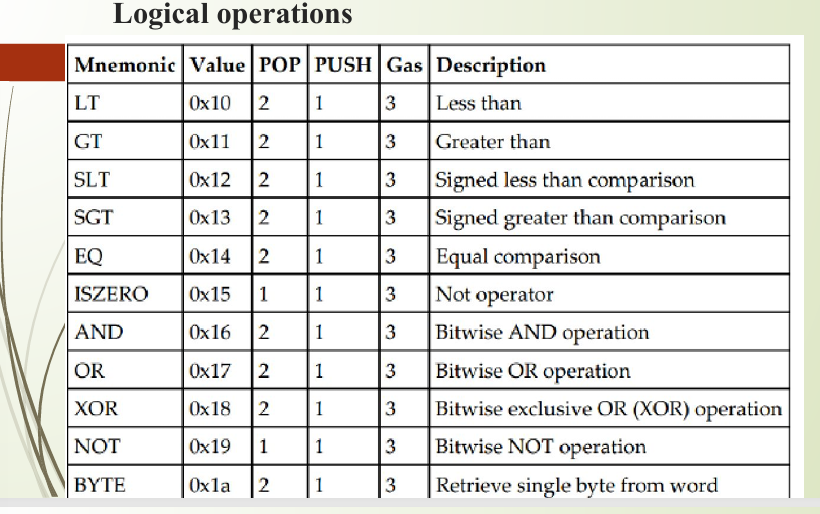 Logical operations
Mnemonic Value POP PUSH Gas Description
LT 0x10 2 1 3 Less than
GT 0x11 2 1 3 Greater than
SLT 0x12 2 1 3 Signed less than comparison
SGT 0x13 2 1 3 Signed greater than comparison
EQ 0x14 2 1 3 Equal comparison
ISZERO 0x15 1 1 3 Not operator
AND 0x16 2 1 3 Bitwise AND operation
OR 0x17 2 1 3 Bitwise OR operation
XOR 0x18 2 1 3 Bitwise exclusive OR (XOR) operation
NOT 0x19 1 1 3 Bitwise NOT operation
BYTE 0x1a 2 1 3 Retrieve single byte from word